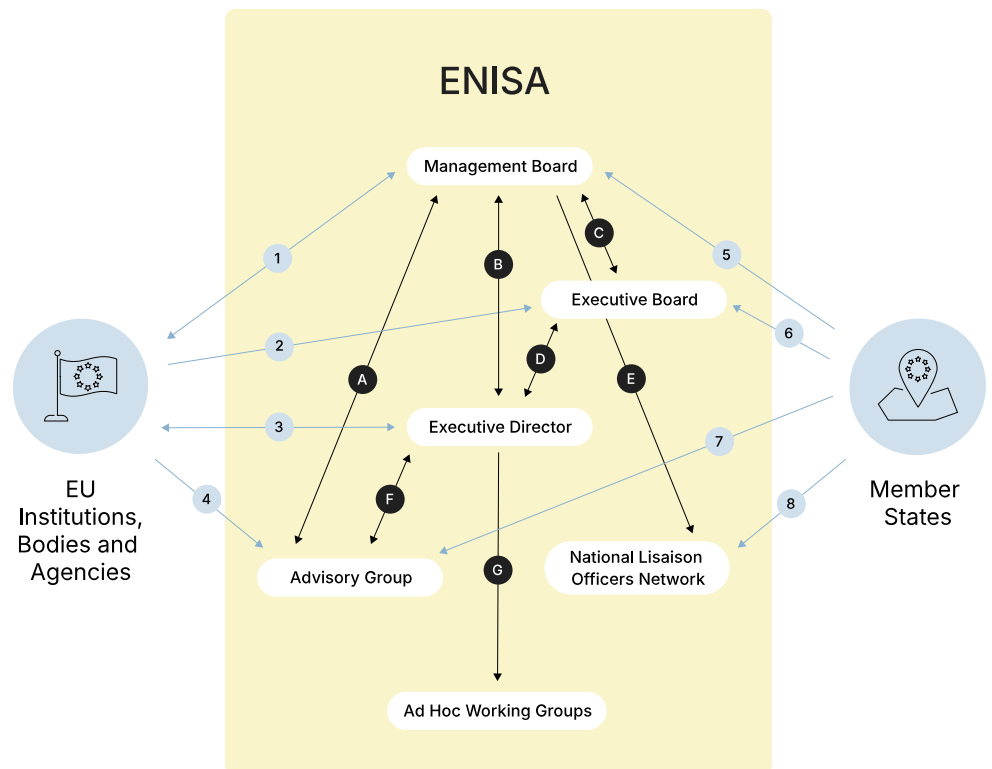 ENISA
Management Board
1
A
B
C
5
Executive Board
2
6
D
E
Executive Director
3
7
F
4
8
EU
Institutions,
Bodies and
Agencies
Member
States
Advisory Group
National Lisaison
Officers Network
G
Ad Hoc Working Groups